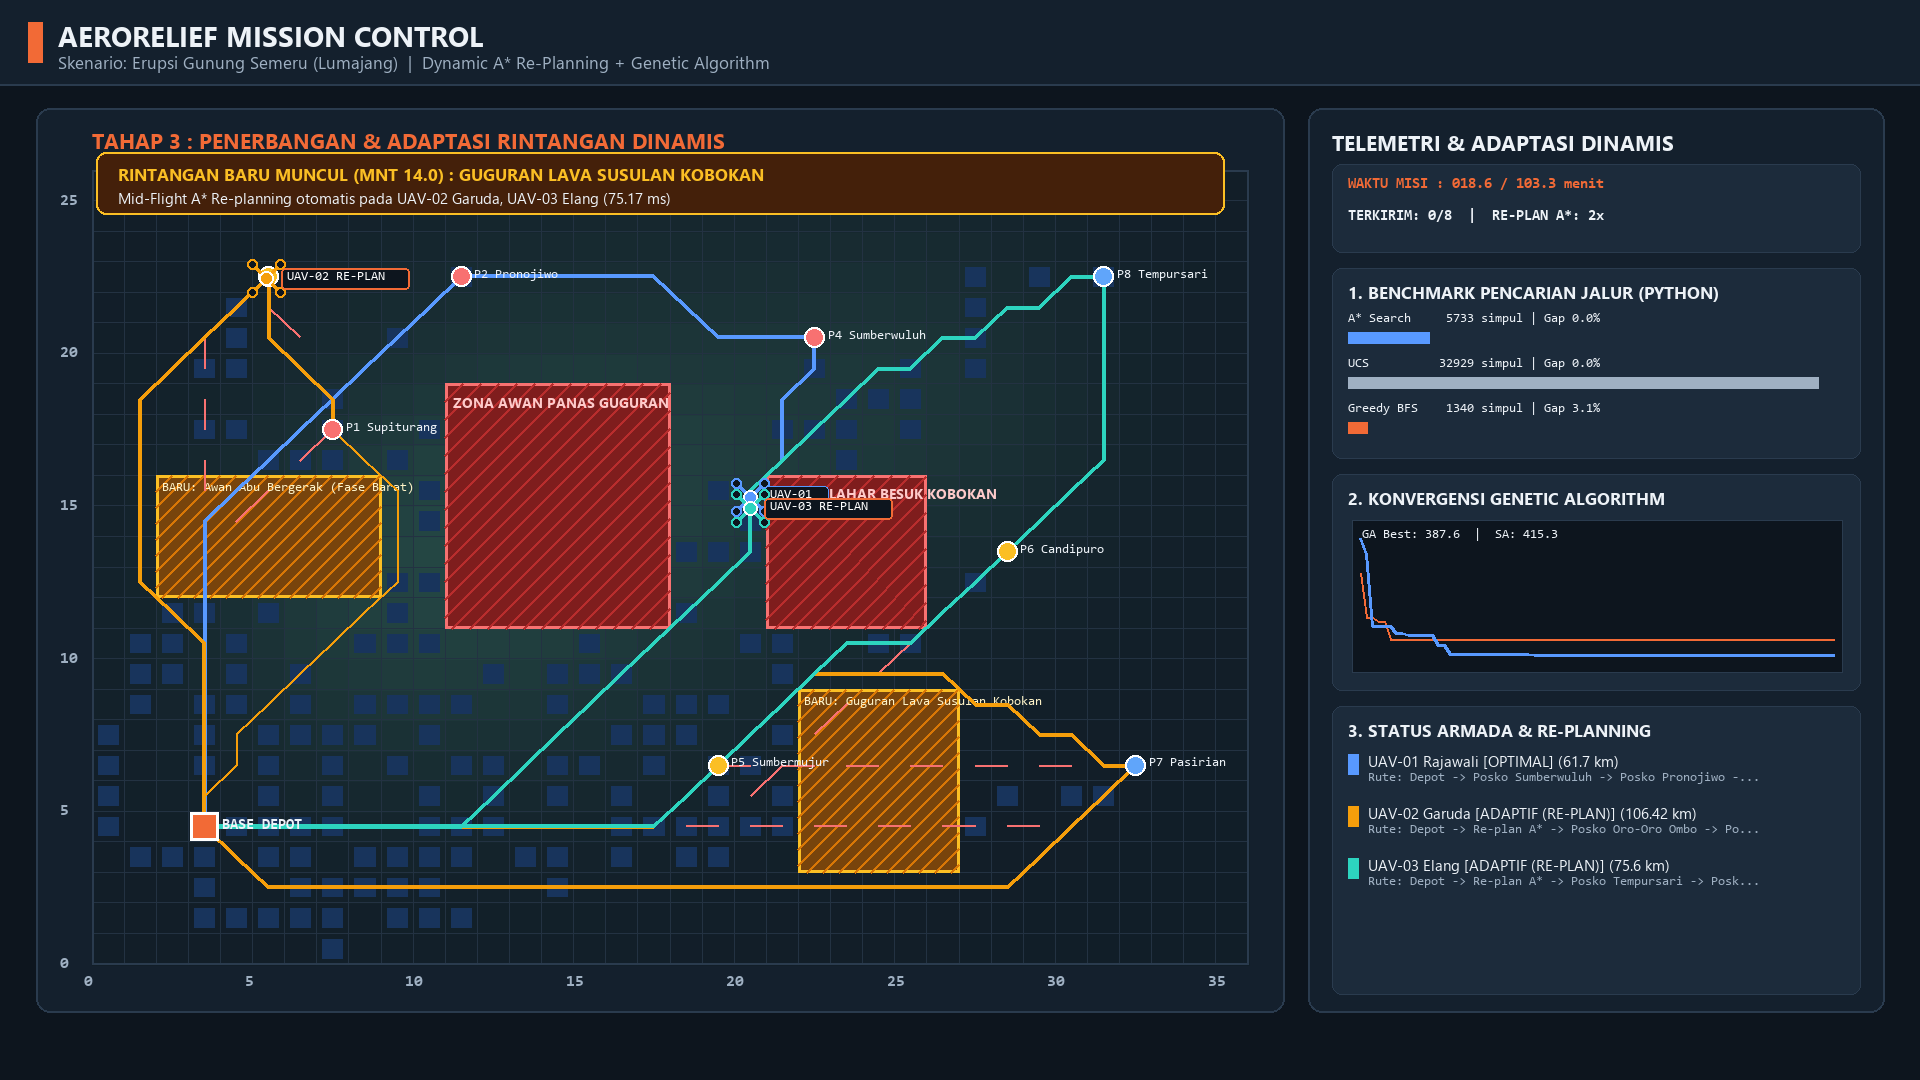 AERORELIEF MISSION CONTROL
Skenario: Erupsi Gunung Semeru (Lumajang)  |  Dynamic A* Re-Planning + Genetic Algorithm
TAHAP 3 : PENERBANGAN & ADAPTASI RINTANGAN DINAMIS
RINTANGAN BARU MUNCUL (MNT 14.0) : GUGURAN LAVA SUSULAN KOBOKAN
Mid-Flight A* Re-planning otomatis pada UAV-02 Garuda, UAV-03 Elang (75.17 ms)
25
20
15
10
5
0
0
5
10
15
20
25
30
35
UAV-02 RE-PLAN
P2 Pronojiwo
P8 Tempursari
P4 Sumberwuluh
ZONA AWAN PANAS GUGURAN
P1 Supiturang
BARU: Awan Abu Bergerak (Fase Barat)
UAV-01
LAHAR BESUK KOBOKAN
UAV-03 RE-PLAN
P6 Candipuro
BARU: Guguran Lava Susulan Kobokan
P5 Sumbermujur
P7 Pasirian
BASE DEPOT
TELEMETRI & ADAPTASI DINAMIS
WAKTU MISI : 018.6 / 103.3 menit
TERKIRIM: 0/8  |  RE-PLAN A*: 2x
1. BENCHMARK PENCARIAN JALUR (PYTHON)
A* Search 5733 simpul | Gap 0.0%
UCS 32929 simpul | Gap 0.0%
Greedy BFS 1340 simpul | Gap 3.1%
2. KONVERGENSI GENETIC ALGORITHM
GA Best: 387.6  |  SA: 415.3
3. STATUS ARMADA & RE-PLANNING
UAV-01 Rajawali [OPTIMAL] (61.7 km)
Rute: Depot -> Posko Sumberwuluh -> Posko Pronojiwo -...
UAV-02 Garuda [ADAPTIF (RE-PLAN)] (106.42 km)
Rute: Depot -> Re-plan A* -> Posko Oro-Oro Ombo -> Po...
UAV-03 Elang [ADAPTIF (RE-PLAN)] (75.6 km)
Rute: Depot -> Re-plan A* -> Posko Tempursari -> Posk...